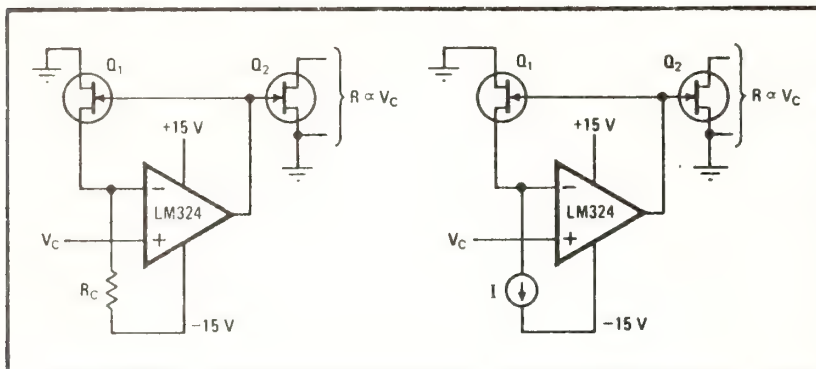 Q1
Q2
R ∝ VC
+15 V
LM324
−
+
VC
RC
−15 V
Q1
Q2
R ∝ VC
+15 V
LM324
−
+
VC
I
−15 V